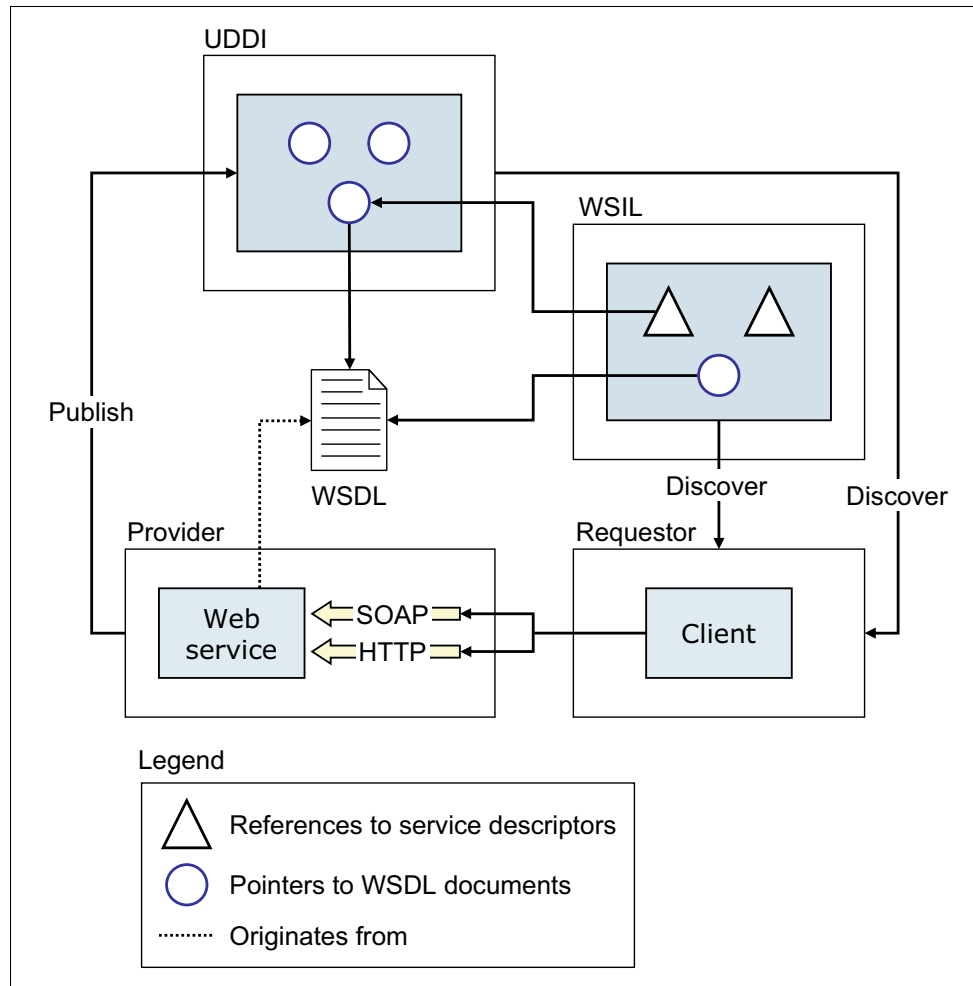 UDDI
WSIL
Publish
WSDL
Discover
Discover
Provider
Requestor
Web
service
SOAP
HTTP
Client
Legend
References to service descriptors
Pointers to WSDL documents
Originates from